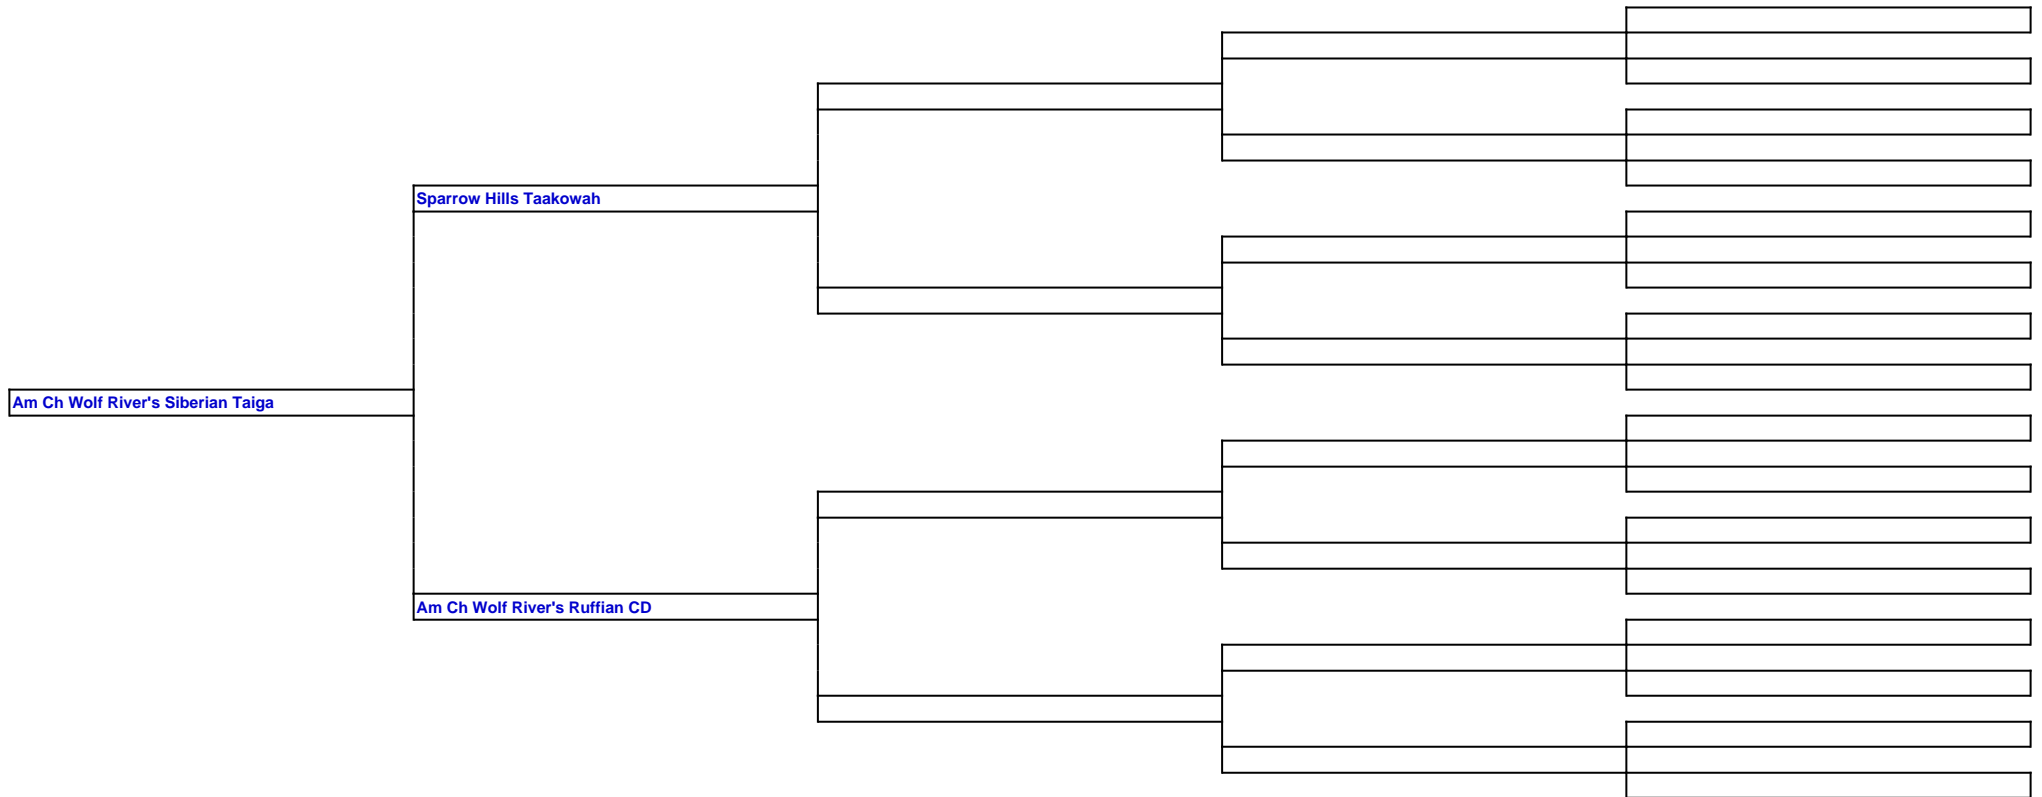 Sparrow Hills Taakowah
Am Ch Wolf River's Siberian Taiga
Am Ch Wolf River's Ruffian CD